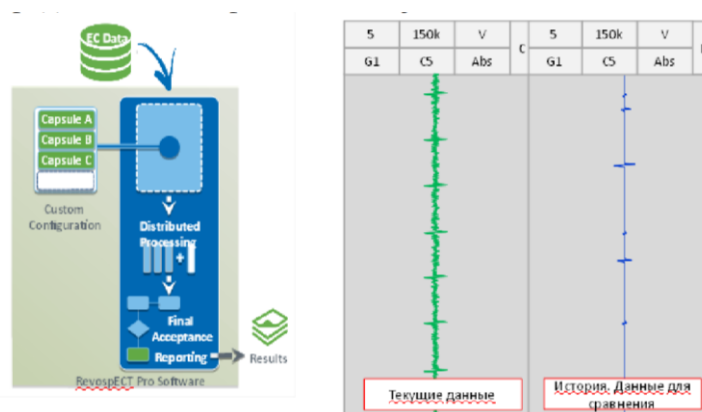 EC Data
Capsule A
Capsule B
Capsule C
Custom
Configuration
Distributed
Processing
+
Final
Acceptance
Reporting
Results
RevospECT Pro Software
5 150k V
G1 C5 Abs
C
5 150k V
G1 C5 Abs
Текущие данные
История. Данные для
сравнения